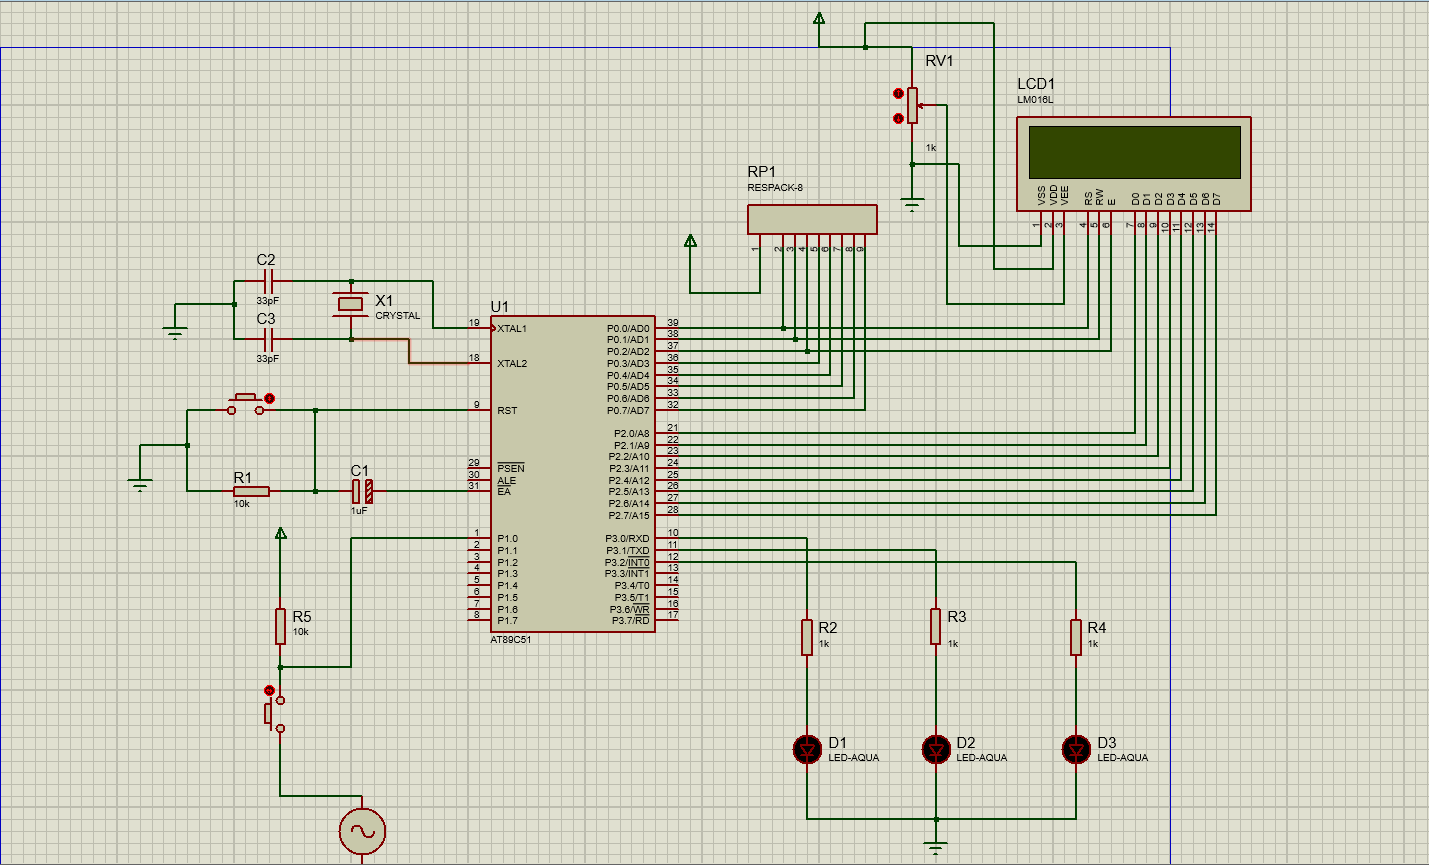 RV1
1k
LCD1
LM016L
VSS
VDD
VEE
RS
RW
E
D0
D1
D2
D3
D4
D5
D6
D7
1
2
3
4
5
6
7
8
9
10
11
12
13
14
RP1
RESPACK-8
1
2
3
4
5
6
7
8
9
C2
33pF
C3
33pF
X1
CRYSTAL
U1
19 XTAL1
18 XTAL2
9 RST
29 PSEN
30 ALE
31 EA
1 P1.0
2 P1.1
3 P1.2
4 P1.3
5 P1.4
6 P1.5
7 P1.6
8 P1.7
P0.0/AD0 39
P0.1/AD1 38
P0.2/AD2 37
P0.3/AD3 36
P0.4/AD4 35
P0.5/AD5 34
P0.6/AD6 33
P0.7/AD7 32
P2.0/A8 21
P2.1/A9 22
P2.2/A10 23
P2.3/A11 24
P2.4/A12 25
P2.5/A13 26
P2.6/A14 27
P2.7/A15 28
P3.0/RXD 10
P3.1/TXD 11
P3.2/INT0 12
P3.3/INT1 13
P3.4/T0 14
P3.5/T1 15
P3.6/WR 16
P3.7/RD 17
AT89C51
R1
10k
C1
1uF
R5
10k
R2
1k
R3
1k
R4
1k
D1
LED-AQUA
D2
LED-AQUA
D3
LED-AQUA